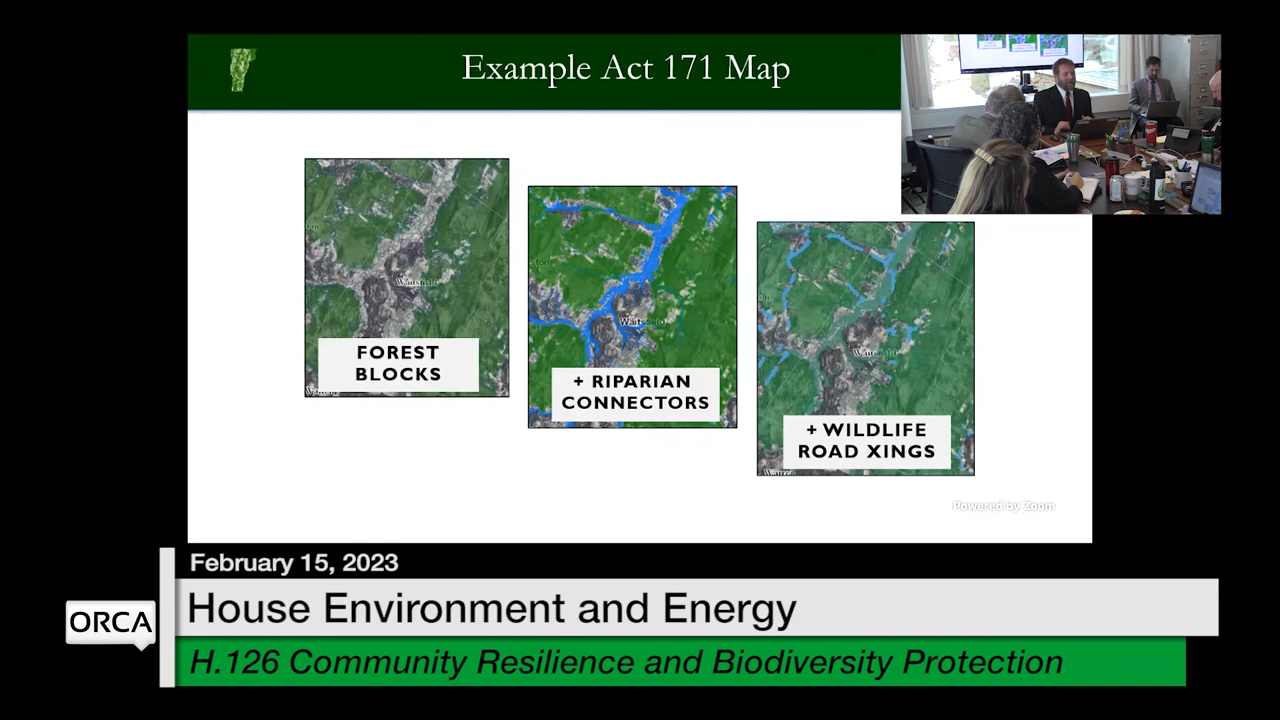 Example Act 171 Map
FOREST
BLOCKS
+ RIPARIAN
CONNECTORS
+ WILDLIFE
ROAD XINGS
Powered by Zoom
February 15, 2023
House Environment and Energy
ORCA
H.126 Community Resilience and Biodiversity Protection